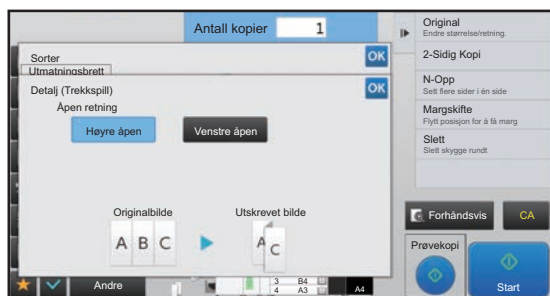 Antall kopier 1
Sorter
OK
Utmatningsbrett
Detalj (Trekkspill)
OK
Åpen retning
Høyre åpen
Venstre åpen
Originalbilde
Utskrevet bilde
A B C
A C
Andre
3 B4
4 A3
A4
Original
Endre størrelse/retning.
2-Sidig Kopi
N-Opp
Sett flere sider i én side
Margskifte
Flytt posisjon for å få marg
Slett
Slett skygge rundt
Forhåndsvis
CA
Prøvekopi
Start